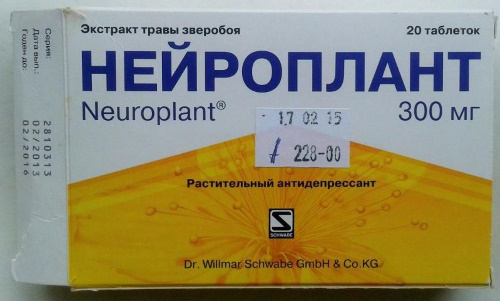 Экстракт травы зверобоя
20 таблеток
НЕЙРОПЛАНТ
Neuroplant®
300 мг
17 02 15
228-00
Растительный антидепрессант
S
SCHWABE
Dr. Willmar Schwabe GmbH & Co.KG
Серия: 2810313
Дата вып.: 02/2013
Годен до: 02/2016